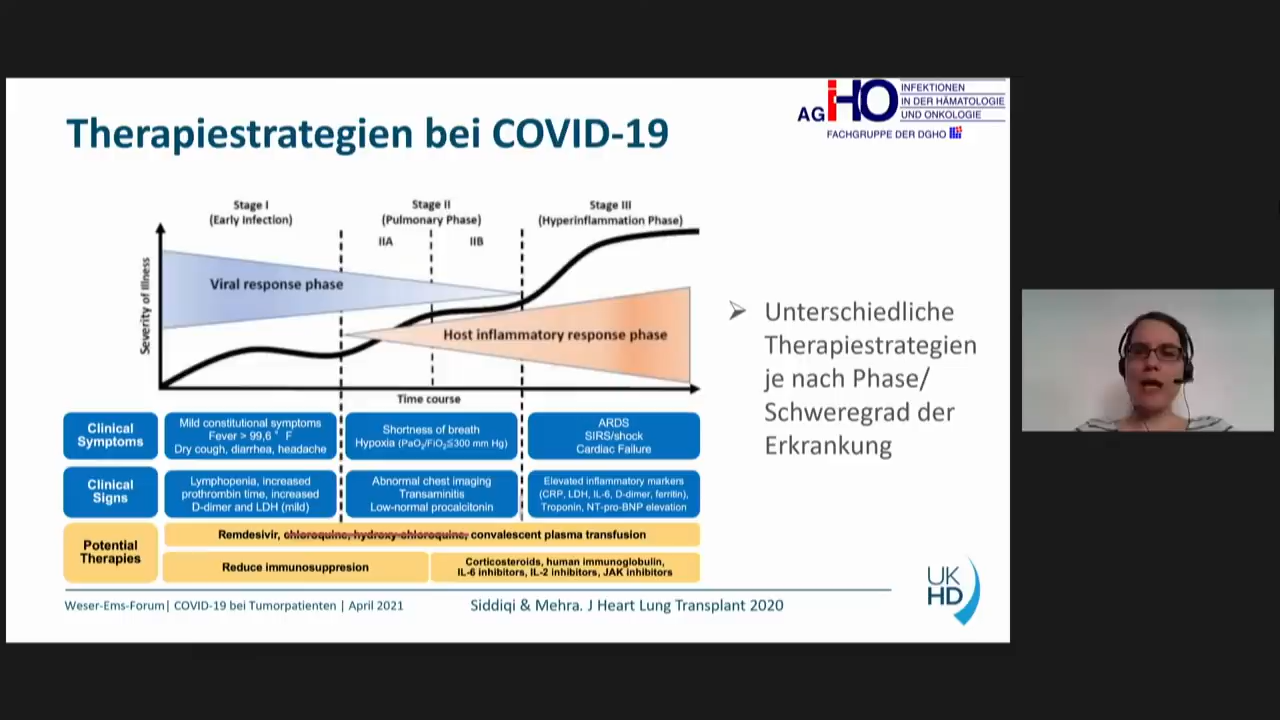 AG iHO
INFEKTIONEN
IN DER HÄMATOLOGIE
UND ONKOLOGIE
FACHGRUPPE DER DGHO
Therapiestrategien bei COVID-19
Stage I
(Early Infection)
Stage II
(Pulmonary Phase)
Stage III
(Hyperinflammation Phase)
IIA
IIB
Severity of Illness
Viral response phase
Host inflammatory response phase
Time course
Unterschiedliche
Therapiestrategien
je nach Phase/
Schweregrad der
Erkrankung
Clinical
Symptoms
Mild constitutional symptoms
Fever > 99,6 ° F
Dry cough, diarrhea, headache
Shortness of breath
Hypoxia (PaO₂/FiO₂≦300 mm Hg)
ARDS
SIRS/shock
Cardiac Failure
Clinical
Signs
Lymphopenia, increased
prothrombin time, increased
D-dimer and LDH (mild)
Abnormal chest imaging
Transaminitis
Low-normal procalcitonin
Elevated inflammatory markers
(CRP, LDH, IL-6, D-dimer, ferritin),
Troponin, NT-pro-BNP elevation
Potential
Therapies
Remdesivir, chloroquine, hydroxy-chloroquine, convalescent plasma transfusion
Reduce immunosuppresion
Corticosteroids, human immunoglobulin,
IL-6 inhibitors, IL-2 inhibitors, JAK inhibitors
Weser-Ems-Forum| COVID-19 bei Tumorpatienten | April 2021
Siddiqi & Mehra. J Heart Lung Transplant 2020
UK
HD